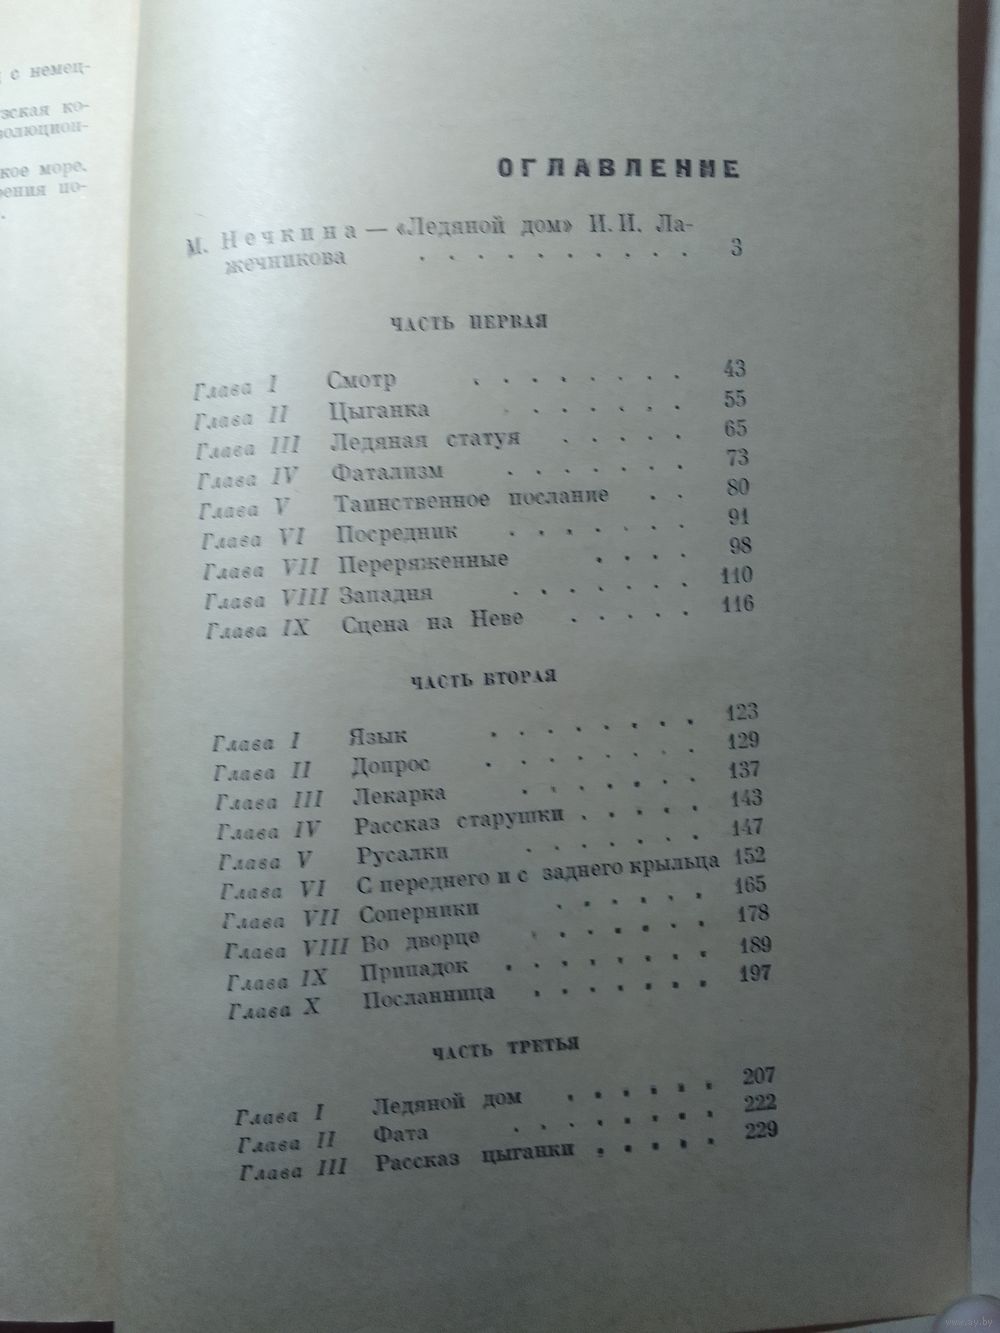 с немец-
зская ко-
волюцион-
кое море.
рения по-
ОГЛАВЛЕНИЕ
М. Нечкина — «Ледяной дом» И. И. Ла-
жечникова . . . . . . . . . . 3
ЧАСТЬ ПЕРВАЯ
Глава I Смотр . . . . . . . . 43
Глава II Цыганка . . . . . . . 55
Глава III Ледяная статуя . . . . . 65
Глава IV Фатализм . . . . . . . 73
Глава V Таинственное послание . . 80
Глава VI Посредник . . . . . . . 91
Глава VII Переряженные . . . . 98
Глава VIII Западня . . . . . . . 110
Глава IX Сцена на Неве . . . . . 116
ЧАСТЬ ВТОРАЯ
Глава I Язык . . . . . . . . 123
Глава II Допрос . . . . . . . . 129
Глава III Лекарка . . . . . . . 137
Глава IV Рассказ старушки . . . . . 143
Глава V Русалки . . . . . . . 147
Глава VI С переднего и с заднего крыльца 152
Глава VII Соперники . . . . . . 165
Глава VIII Во дворце . . . . . . . 178
Глава IX Припадок . . . . . . . . 189
Глава X Посланница . . . . . . . 197
ЧАСТЬ ТРЕТЬЯ
Глава I Ледяной дом . . . . . . 207
Глава II Фата . . . . . . . . 222
Глава III Рассказ цыганки . . . . . 229
www.ay.by